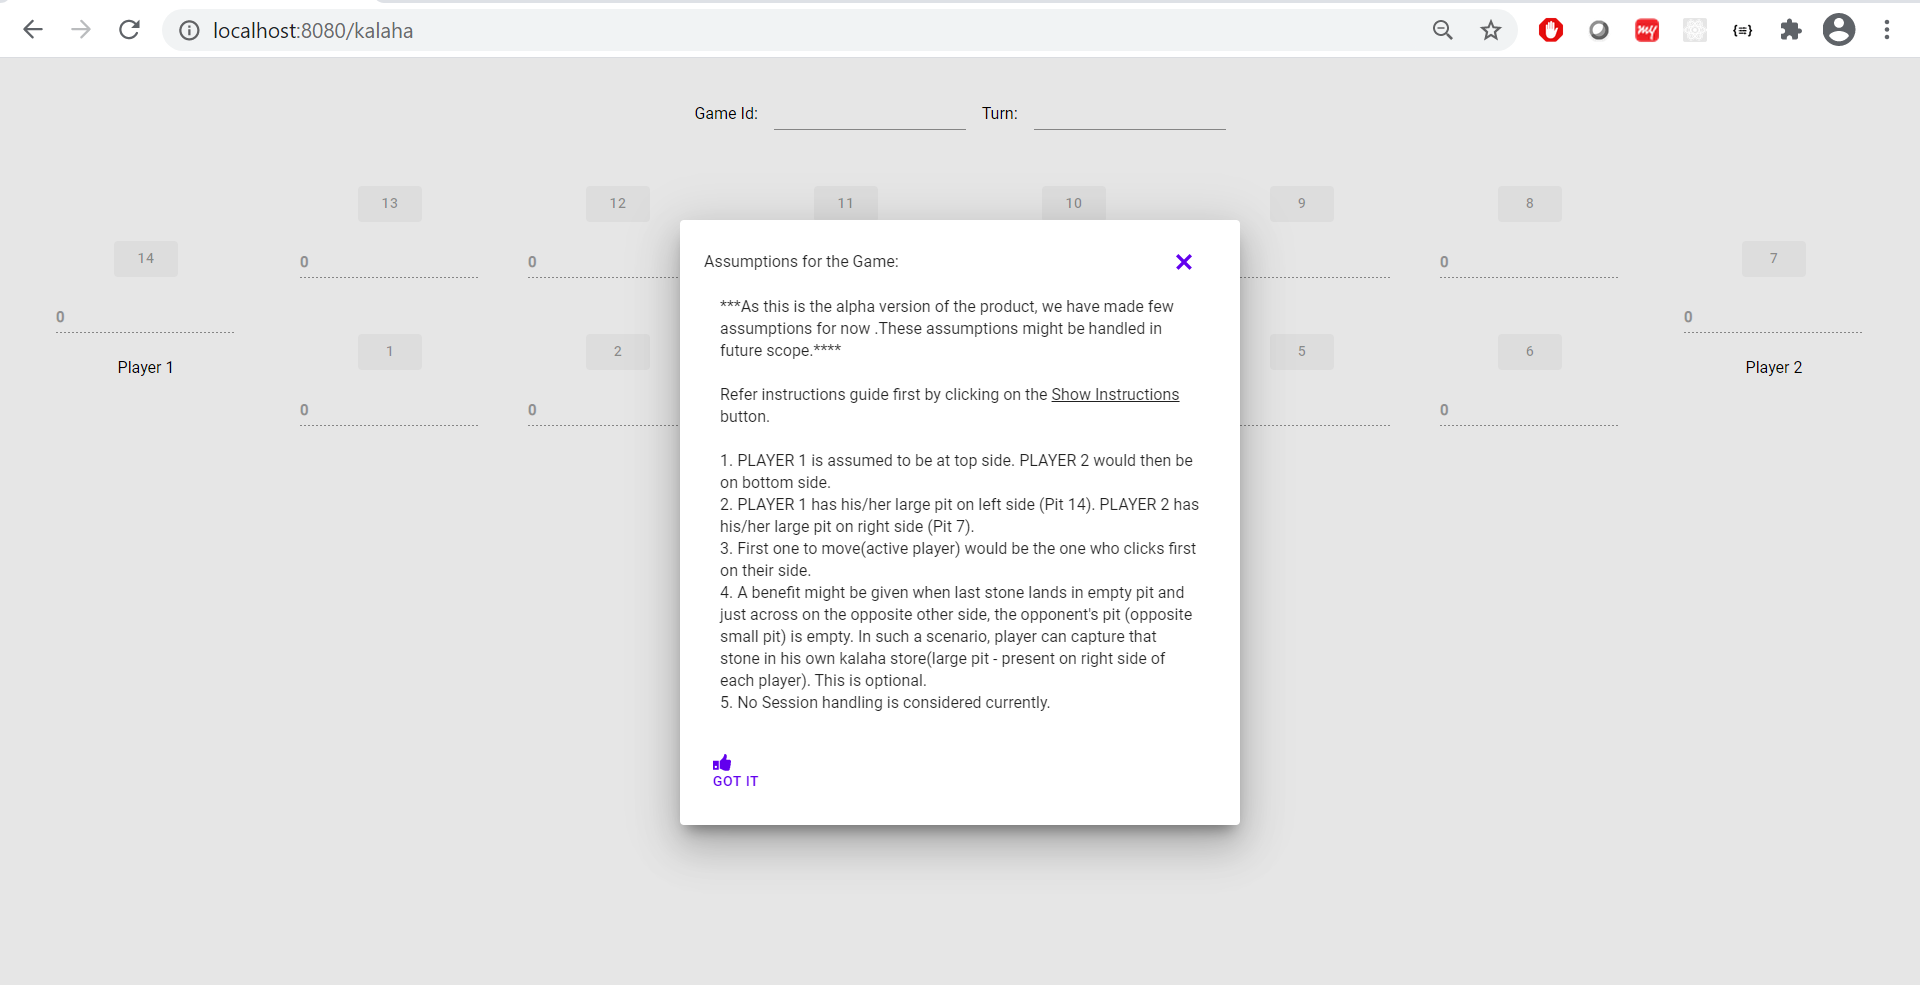 localhost:8080/kalaha
my
{≡}
Game Id:
Turn:
13
12
11
10
9
8
14
7
0
0
0
0
0
Player 1
Player 2
1
2
5
6
0
0
0
Assumptions for the Game:
***As this is the alpha version of the product, we have made few
assumptions for now .These assumptions might be handled in
future scope.****
Refer instructions guide first by clicking on the Show Instructions
button.
1. PLAYER 1 is assumed to be at top side. PLAYER 2 would then be
on bottom side.
2. PLAYER 1 has his/her large pit on left side (Pit 14). PLAYER 2 has
his/her large pit on right side (Pit 7).
3. First one to move(active player) would be the one who clicks first
on their side.
4. A benefit might be given when last stone lands in empty pit and
just across on the opposite other side, the opponent's pit (opposite
small pit) is empty. In such a scenario, player can capture that
stone in his own kalaha store(large pit - present on right side of
each player). This is optional.
5. No Session handling is considered currently.
GOT IT